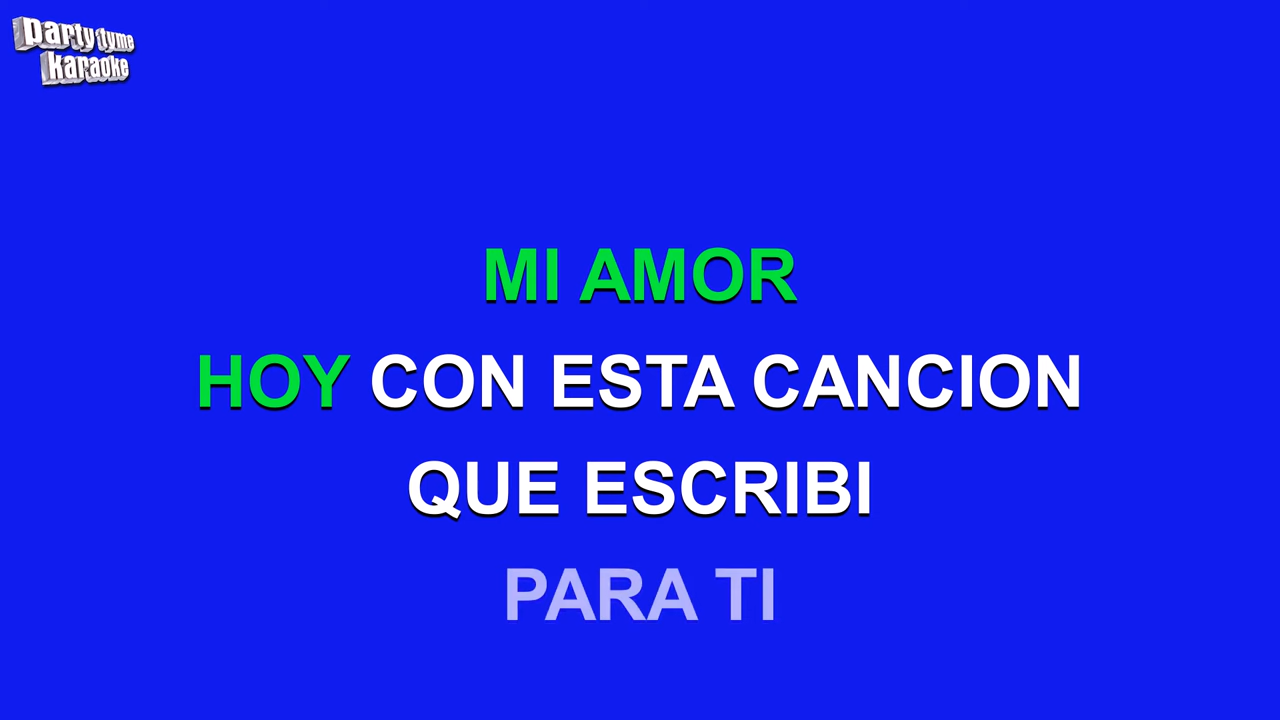 party tyme
karaoke
MI AMOR
HOY CON ESTA CANCION
QUE ESCRIBI
PARA TI